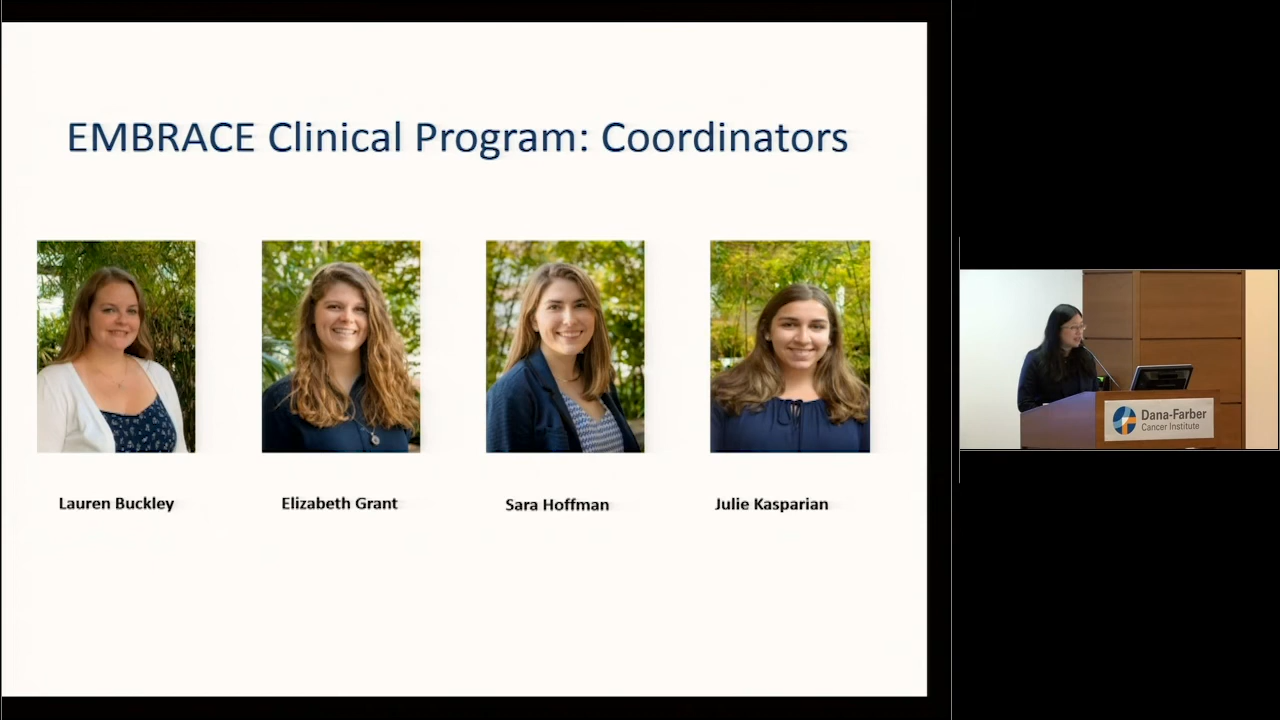 EMBRACE Clinical Program: Coordinators
Lauren Buckley
Elizabeth Grant
Sara Hoffman
Julie Kasparian
Dana-Farber
Cancer Institute